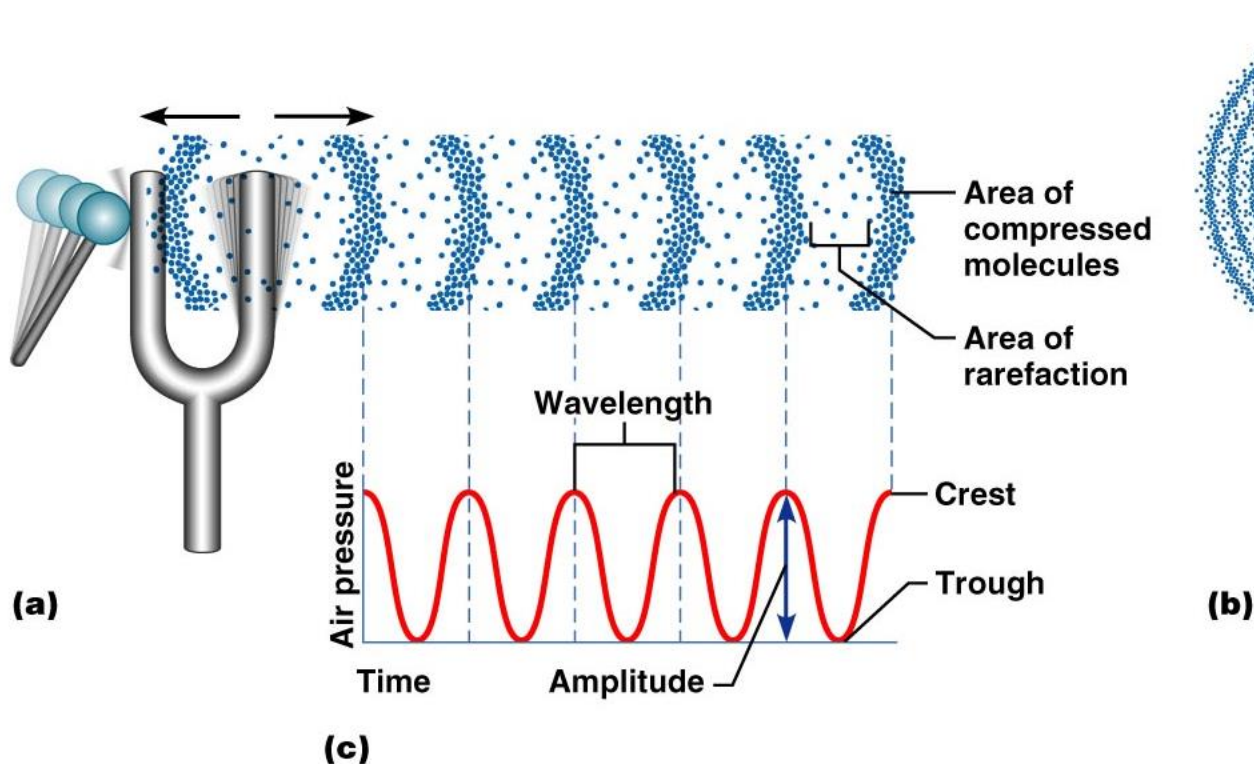 Area of
compressed
molecules
Area of
rarefaction
Wavelength
Air pressure
Crest
Trough
(a)
(b)
Time
Amplitude
(c)